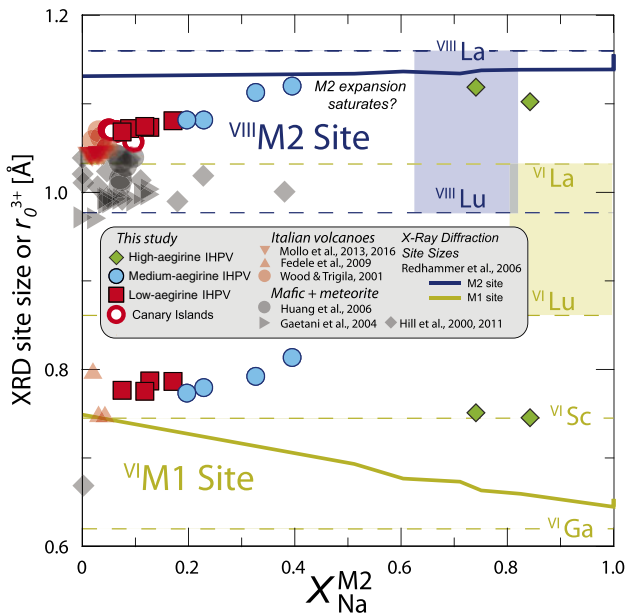 XRD site size or r₀³⁺ [Å]
1.2
1.0
0.8
0.6
VIII La
M2 expansion
saturates?
VIII M2 Site
VI La
VIII Lu
This study
High-aegirine IHPV
Medium-aegirine IHPV
Low-aegirine IHPV
Canary Islands
Italian volcanoes
Mollo et al., 2013, 2016
Fedele et al., 2009
Wood & Trigila, 2001
Mafic + meteorite
Huang et al., 2006
Gaetani et al., 2004
Hill et al., 2000, 2011
X-Ray Diffraction
Site Sizes
Redhammer et al., 2006
M2 site
M1 site
VI Lu
VI Sc
VI M1 Site
VI Ga
0 0.2 0.4 0.6 0.8 1.0
X M2 Na